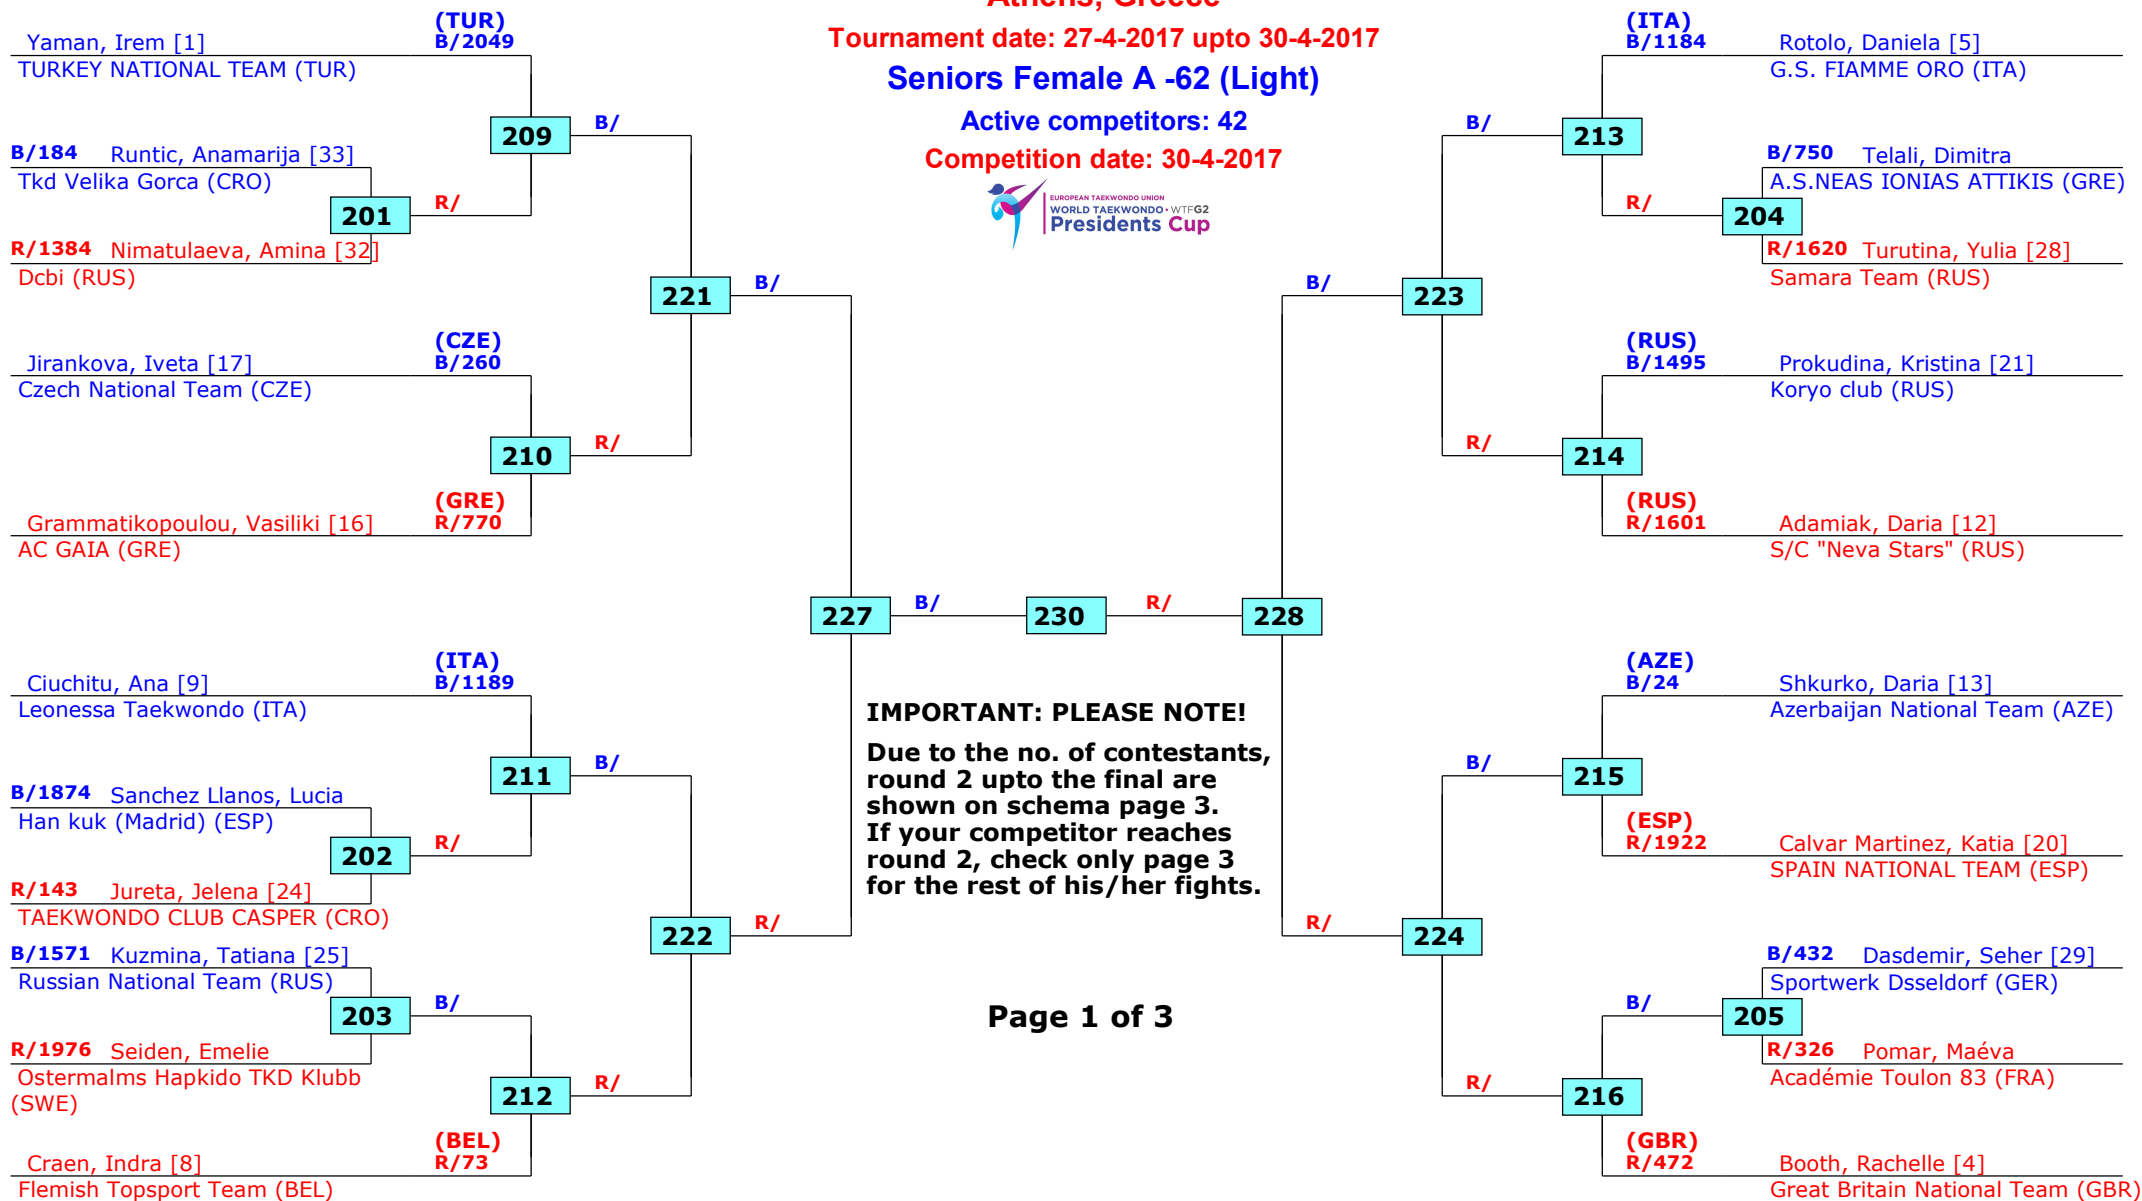 Athens, Greece
Tournament date: 27-4-2017 upto 30-4-2017
Seniors Female A -62 (Light)
Active competitors: 42
Competition date: 30-4-2017
EUROPEAN TAEKWONDO UNION
WORLD TAEKWONDO • WTFG2
Presidents Cup
(TUR)
Yaman, Irem [1] B/2049
TURKEY NATIONAL TEAM (TUR)
209 B/
B/184 Runtic, Anamarija [33]
Tkd Velika Gorca (CRO)
201 R/
R/1384 Nimatulaeva, Amina [32]
Dcbi (RUS)
221 B/
(CZE)
Jirankova, Iveta [17] B/260
Czech National Team (CZE)
210 R/
(GRE)
Grammatikopoulou, Vasiliki [16] R/770
AC GAIA (GRE)
227 B/ 230 R/ 228
(ITA)
Ciuchitu, Ana [9] B/1189
Leonessa Taekwondo (ITA)
211 B/
B/1874 Sanchez Llanos, Lucia
Han kuk (Madrid) (ESP)
202 R/
R/143 Jureta, Jelena [24]
TAEKWONDO CLUB CASPER (CRO)
222 R/
B/1571 Kuzmina, Tatiana [25]
Russian National Team (RUS)
203 B/
R/1976 Seiden, Emelie
Ostermalms Hapkido TKD Klubb
(SWE)
212 R/
(BEL)
Craen, Indra [8] R/73
Flemish Topsport Team (BEL)
IMPORTANT: PLEASE NOTE!
Due to the no. of contestants,
round 2 upto the final are
shown on schema page 3.
If your competitor reaches
round 2, check only page 3
for the rest of his/her fights.
Page 1 of 3
(ITA)
B/1184 Rotolo, Daniela [5]
G.S. FIAMME ORO (ITA)
B/ 213
B/750 Telali, Dimitra
A.S.NEAS IONIAS ATTIKIS (GRE)
R/ 204
R/1620 Turutina, Yulia [28]
Samara Team (RUS)
B/ 223
(RUS)
B/1495 Prokudina, Kristina [21]
Koryo club (RUS)
R/ 214
(RUS)
R/1601 Adamiak, Daria [12]
S/C "Neva Stars" (RUS)
(AZE)
B/24 Shkurko, Daria [13]
Azerbaijan National Team (AZE)
B/ 215
(ESP)
R/1922 Calvar Martinez, Katia [20]
SPAIN NATIONAL TEAM (ESP)
R/ 224
B/432 Dasdemir, Seher [29]
Sportwerk Dsseldorf (GER)
B/ 205
R/326 Pomar, Maéva
Académie Toulon 83 (FRA)
R/ 216
(GBR)
R/472 Booth, Rachelle [4]
Great Britain National Team (GBR)